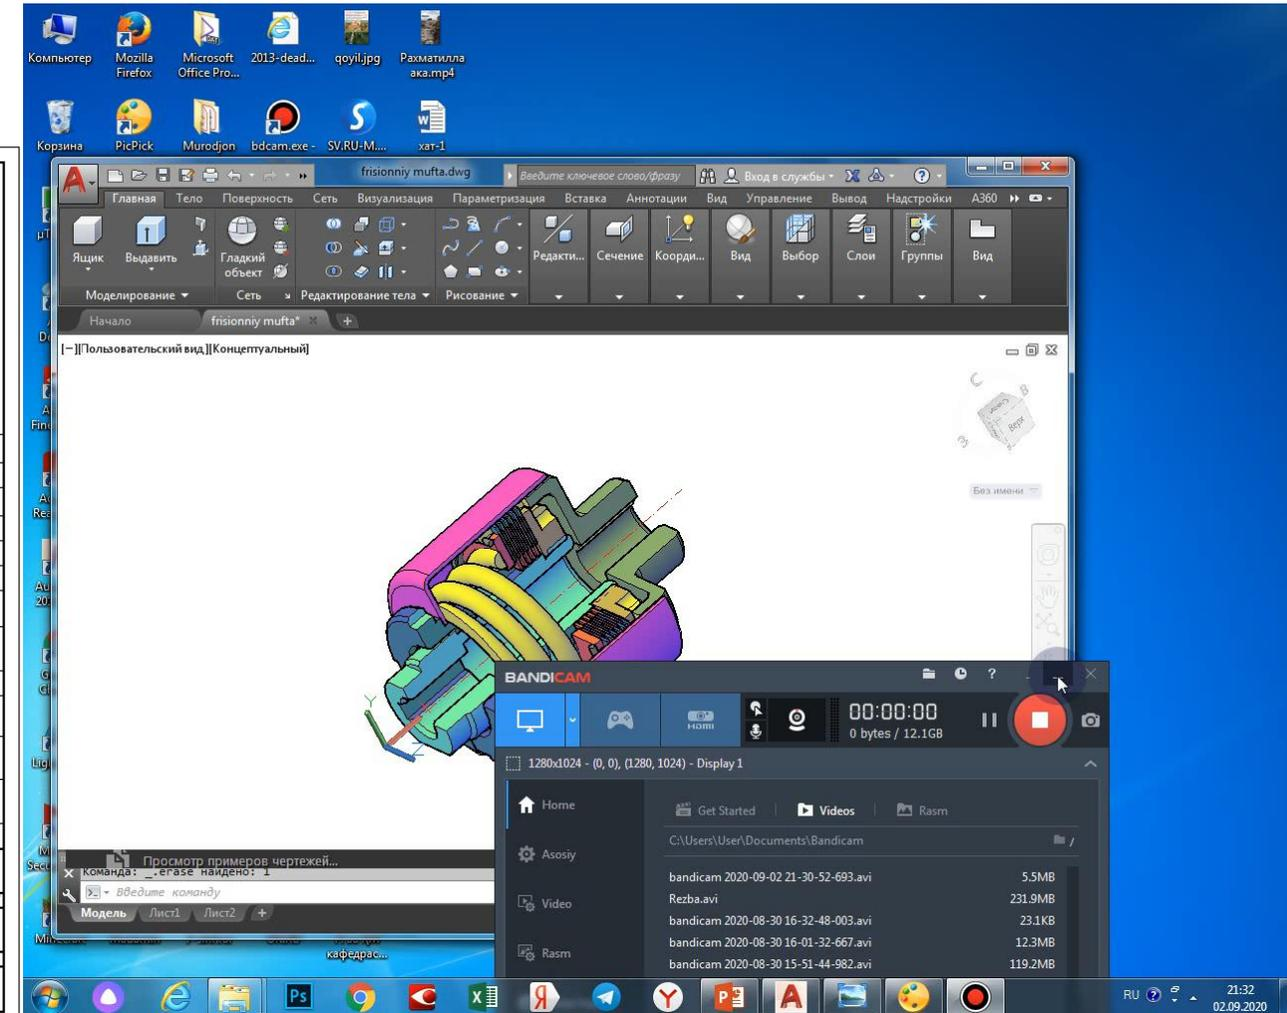 Компьютер
Mozilla Firefox
Microsoft Office Pro...
2013-dead...
qoyil.jpg
Рахматилла ака.mp4
Корзина
PicPick
Murodjon
bdcam.exe -
SV.RU-M....
хат-1
frisionniy mufta.dwg
Введите ключевое слово/фразу
Вход в службы
Главная Тело Поверхность Сеть Визуализация Параметризация Вставка Аннотации Вид Управление Вывод Надстройки A360
Ящик
Выдавить
Гладкий объект
Редакти...
Сечение
Коорди...
Вид
Выбор
Слои
Группы
Вид
Моделирование
Сеть
Редактирование тела
Рисование
Начало
frisionniy mufta*
[−][Пользовательский вид][Концептуальный]
С
В
З
Верх
Без имени
Y
Z
BANDICAM
HDMI
00:00:00
0 bytes / 12.1GB
1280x1024 - (0, 0), (1280, 1024) - Display 1
Home
Get Started
Videos
Rasm
C:\Users\User\Documents\Bandicam
Asosiy
bandicam 2020-09-02 21-30-52-693.avi 5.5MB
Video
Rezba.avi 231.9MB
bandicam 2020-08-30 16-32-48-003.avi 23.1KB
bandicam 2020-08-30 16-01-32-667.avi 12.3MB
Rasm
bandicam 2020-08-30 15-51-44-982.avi 119.2MB
Просмотр примеров чертежей...
Команда: _.erase найдено: 1
Введите команду
Модель Лист1 Лист2 +
кафедрас...
Ps
RU
21:32
02.09.2020